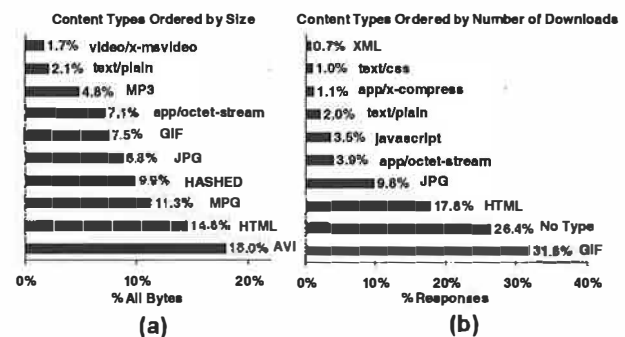 Content Types Ordered by Size
1.7% video/x-msvideo
2.1% text/plain
4.8% MP3
7.1% app/octet-stream
7.5% GIF
8.8% JPG
9.9% HASHED
11.3% MPG
HTML
18.0% AVI
0% 10% 20%
% All Bytes
(a)
Content Types Ordered by Number of Downloads
0.7% XML
1.0% text/css
1.1% app/x-compress
2.0% text/plain
3.5% javascript
3.9% app/octet-stream
9.8% JPG
17.8% HTML
26.4% No Type
31.8% GIF
0% 10% 20% 30% 40%
% Responses
(b)